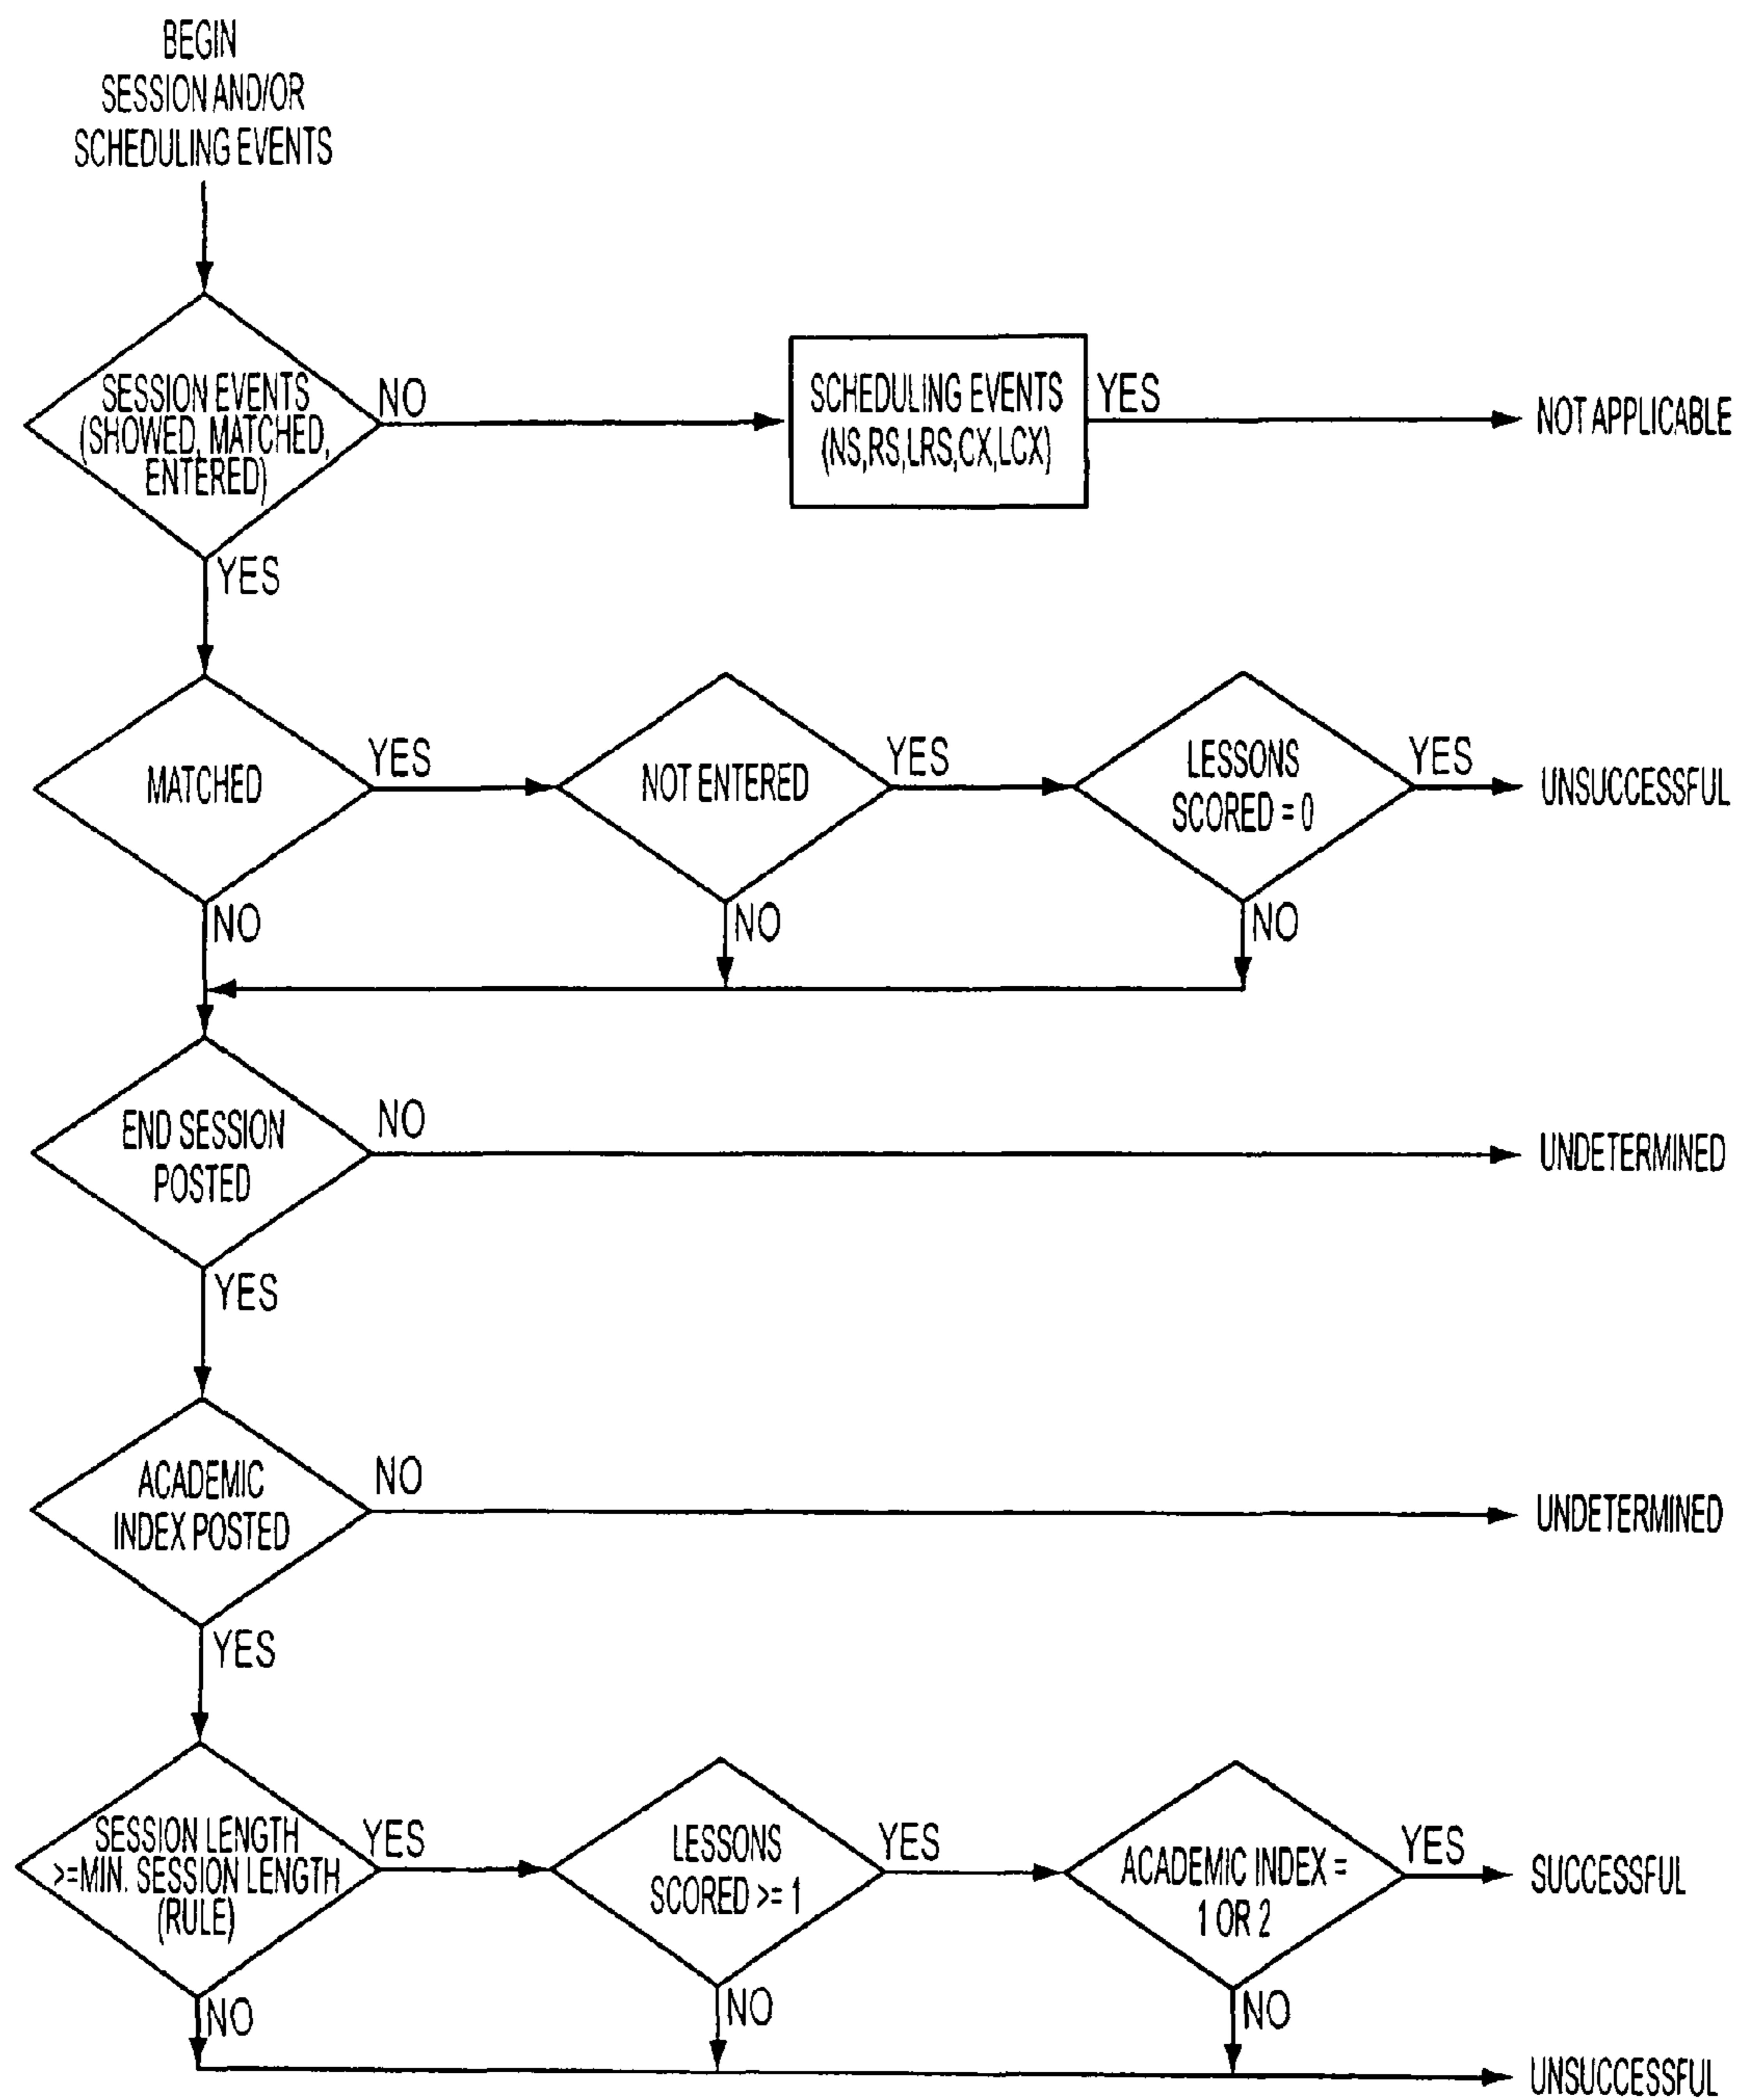 BEGIN
SESSION AND/OR
SCHEDULING EVENTS
SESSION EVENTS
(SHOWED, MATCHED,
ENTERED)
NO
SCHEDULING EVENTS
(NS,RS,LRS,CX,LCX)
YES
NOT APPLICABLE
YES
MATCHED
YES
NOT ENTERED
YES
LESSONS
SCORED = 0
YES
UNSUCCESSFUL
NO
NO
NO
END SESSION
POSTED
NO
UNDETERMINED
YES
ACADEMIC
INDEX POSTED
NO
UNDETERMINED
YES
SESSION LENGTH
>=MIN. SESSION LENGTH
(RULE)
YES
LESSONS
SCORED >= 1
YES
ACADEMIC INDEX =
1 OR 2
YES
SUCCESSFUL
NO
NO
NO
UNSUCCESSFUL